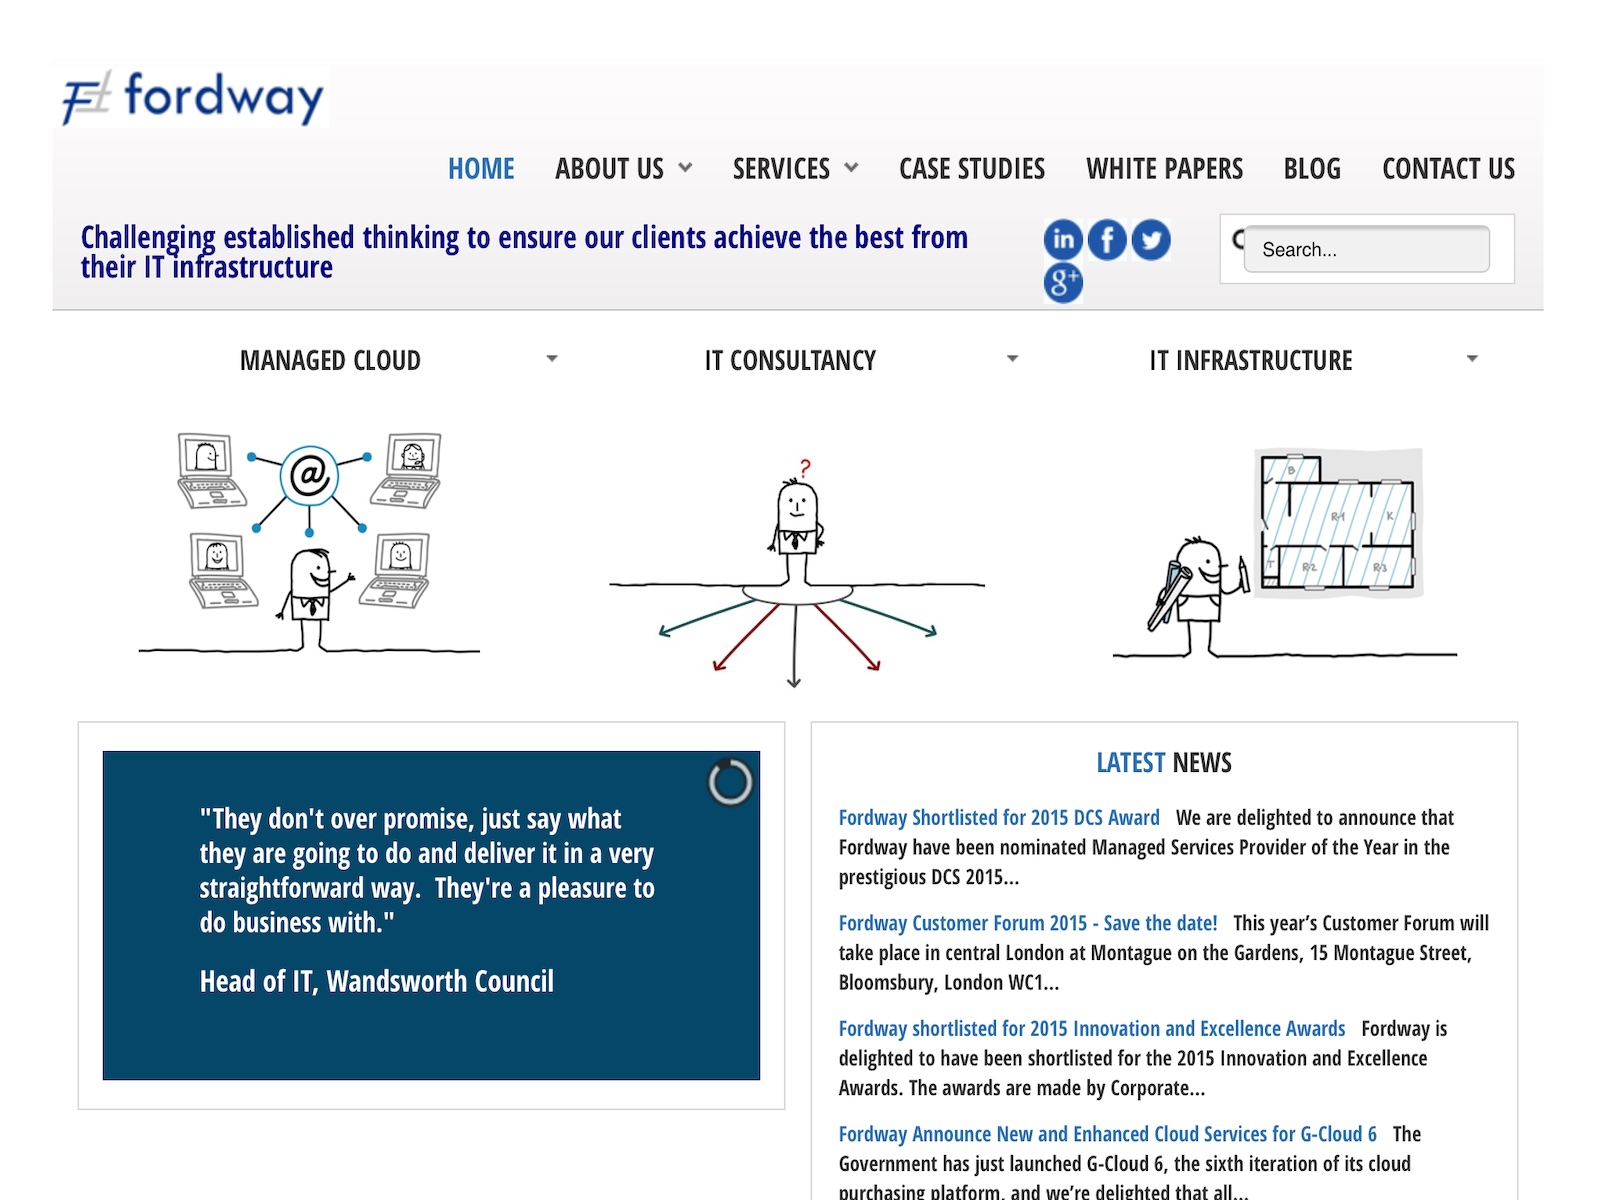 fordway
HOME ABOUT US SERVICES CASE STUDIES WHITE PAPERS BLOG CONTACT US
Challenging established thinking to ensure our clients achieve the best from
their IT infrastructure
in f
g+
Search...
MANAGED CLOUD IT CONSULTANCY IT INFRASTRUCTURE
@
?
B
R-1 K
T R-2 R-3
"They don't over promise, just say what
they are going to do and deliver it in a very
straightforward way.  They're a pleasure to
do business with."
Head of IT, Wandsworth Council
LATEST NEWS
Fordway Shortlisted for 2015 DCS Award We are delighted to announce that
Fordway have been nominated Managed Services Provider of the Year in the
prestigious DCS 2015...
Fordway Customer Forum 2015 - Save the date! This year’s Customer Forum will
take place in central London at Montague on the Gardens, 15 Montague Street,
Bloomsbury, London WC1...
Fordway shortlisted for 2015 Innovation and Excellence Awards Fordway is
delighted to have been shortlisted for the 2015 Innovation and Excellence
Awards. The awards are made by Corporate...
Fordway Announce New and Enhanced Cloud Services for G-Cloud 6 The
Government has just launched G-Cloud 6, the sixth iteration of its cloud
purchasing platform, and we’re delighted that all...